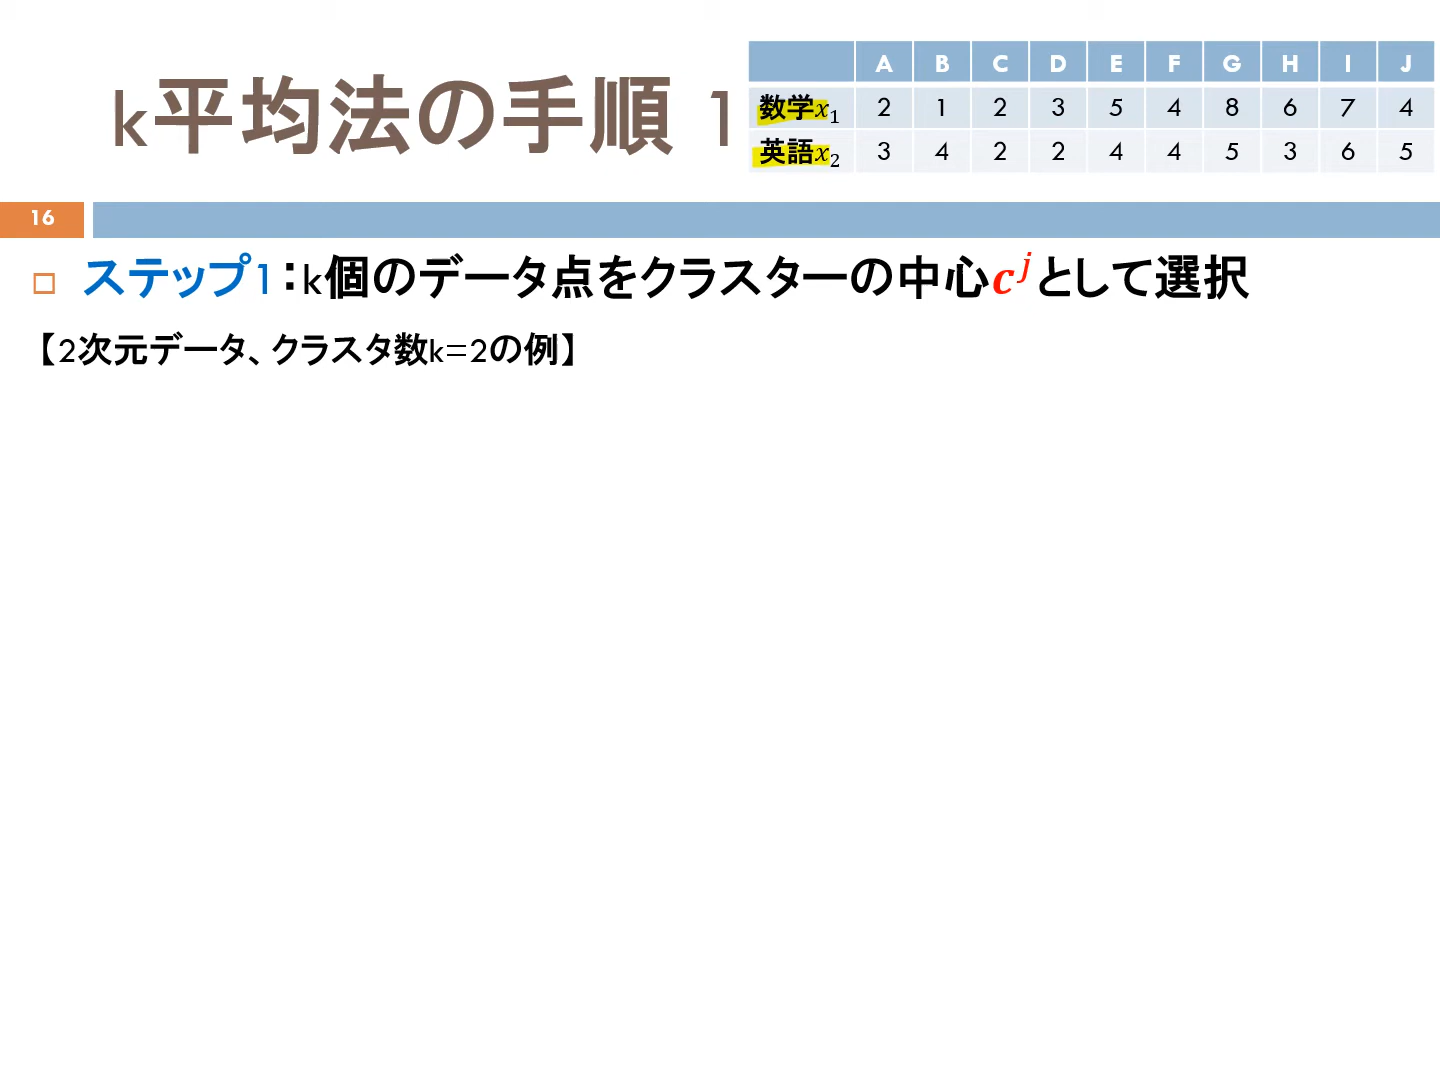 k平均法の手順 1
A B C D E F G H I J
数学x1 2 1 2 3 5 4 8 6 7 4
英語x2 3 4 2 2 4 4 5 3 6 5
16
ステップ1：k個のデータ点をクラスターの中心c^jとして選択
【2次元データ、クラスタ数k=2の例】